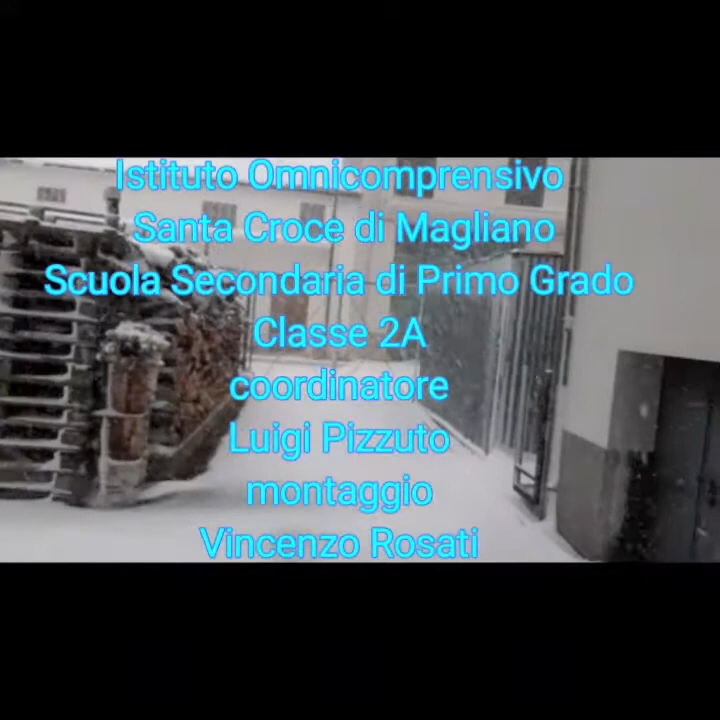 Istituto Omnicomprensivo
Santa Croce di Magliano
Scuola Secondaria di Primo Grado
Classe 2A
coordinatore
Luigi Pizzuto
montaggio
Vincenzo Rosati